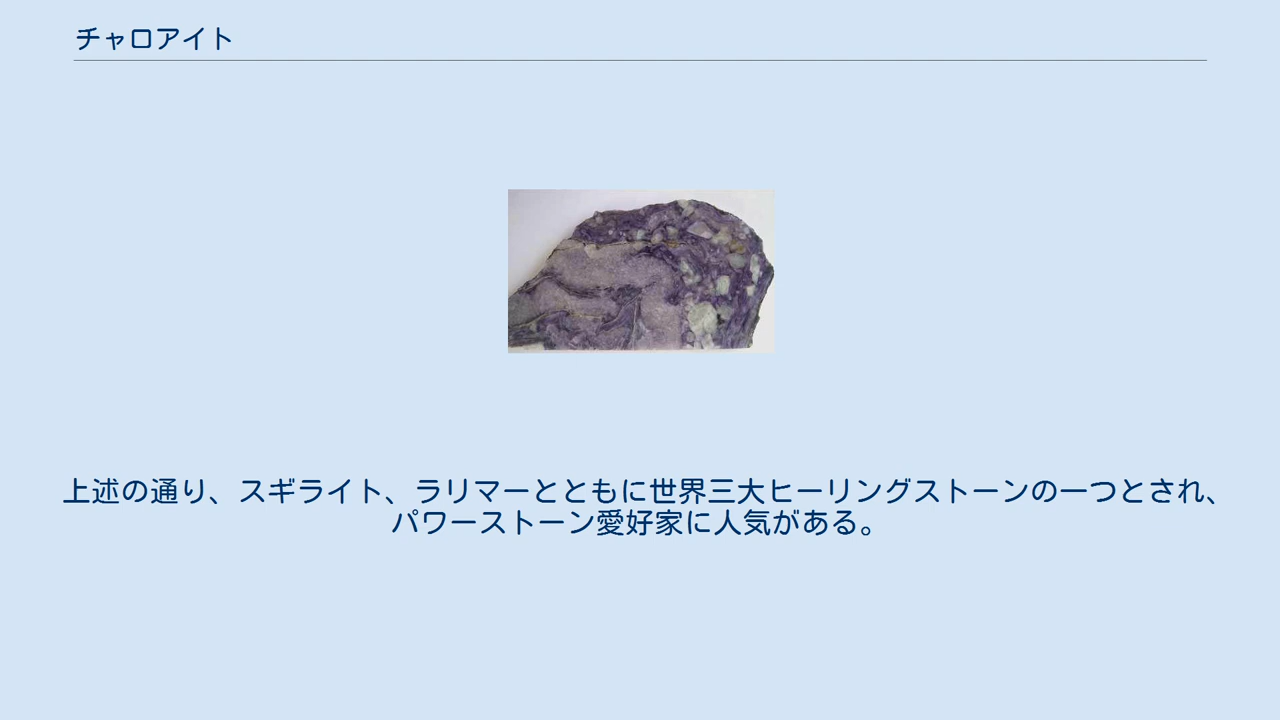 チャロアイト
上述の通り、スギライト、ラリマーとともに世界三大ヒーリングストーンの一つとされ、
パワーストーン愛好家に人気がある。